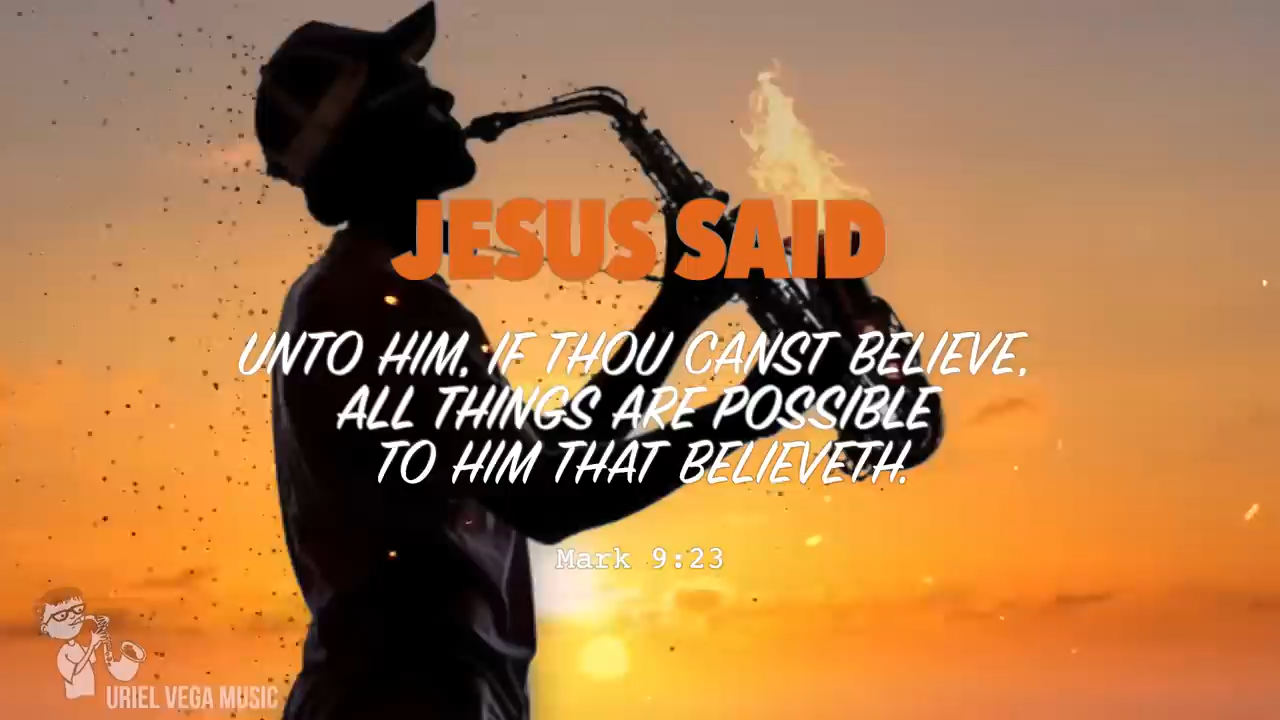 JESUS SAID
UNTO HIM, IF THOU CANST BELIEVE,
ALL THINGS ARE POSSIBLE
TO HIM THAT BELIEVETH.
Mark 9:23
URIEL VEGA MUSIC